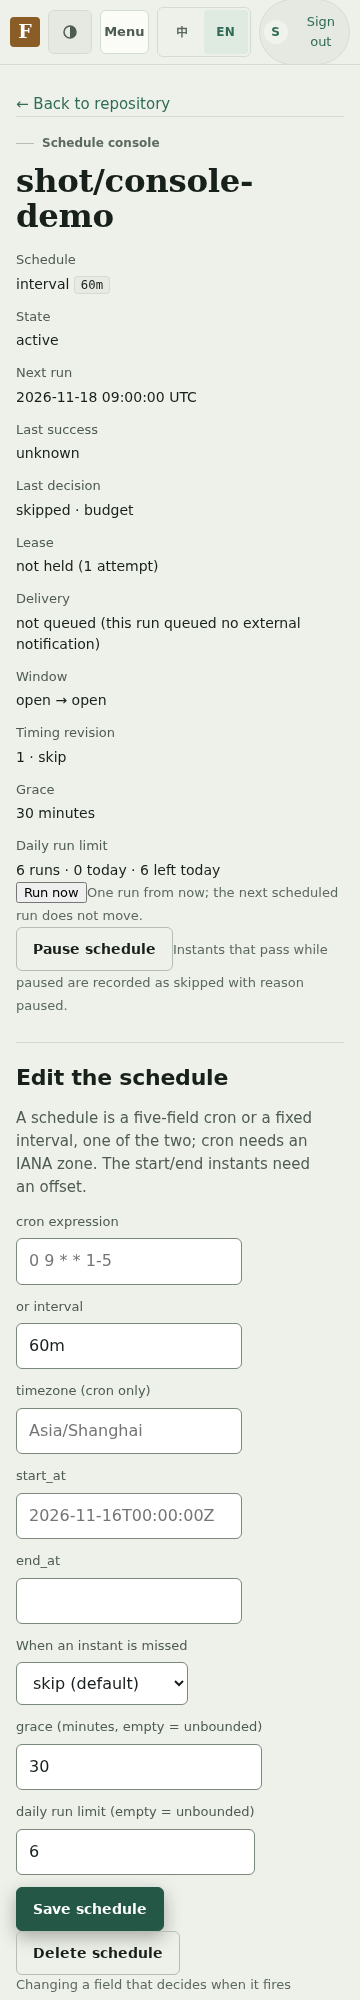 F ◑ Menu 中 EN S Sign out
← Back to repository
Schedule console
shot/console-
demo
Schedule
interval 60m
State
active
Next run
2026-11-18 09:00:00 UTC
Last success
unknown
Last decision
skipped · budget
Lease
not held (1 attempt)
Delivery
not queued (this run queued no external
notification)
Window
open → open
Timing revision
1 · skip
Grace
30 minutes
Daily run limit
6 runs · 0 today · 6 left today
Run now One run from now; the next scheduled
run does not move.
Pause schedule Instants that pass while
paused are recorded as skipped with reason
paused.
Edit the schedule
A schedule is a five-field cron or a fixed
interval, one of the two; cron needs an
IANA zone. The start/end instants need
an offset.
cron expression
0 9 * * 1-5
or interval
60m
timezone (cron only)
Asia/Shanghai
start_at
2026-11-16T00:00:00Z
end_at
When an instant is missed
skip (default)
grace (minutes, empty = unbounded)
30
daily run limit (empty = unbounded)
6
Save schedule
Delete schedule
Changing a field that decides when it fires